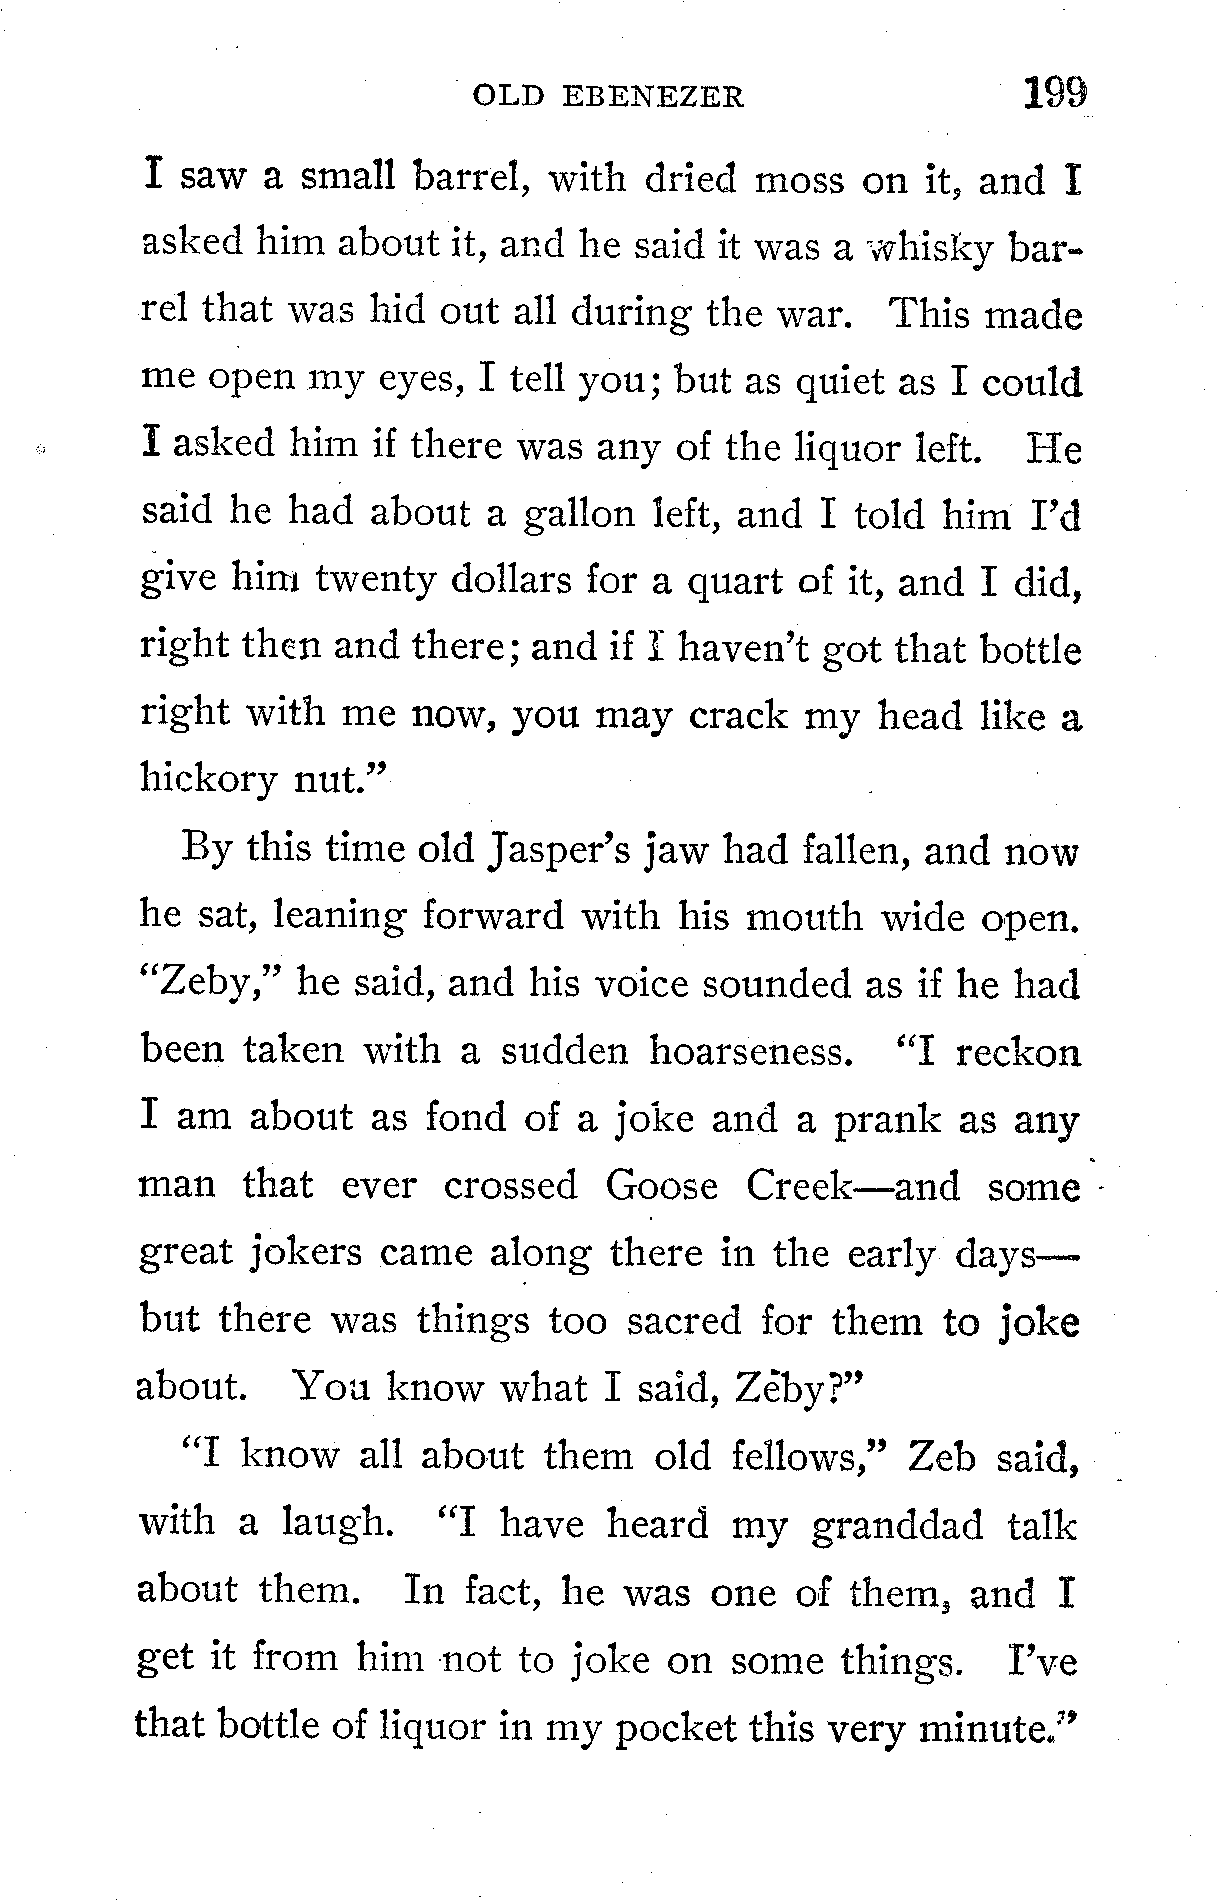 OLD EBENEZER 199
I saw a small barrel, with dried moss on it, and I
asked him about it, and he said it was a whisky bar-
rel that was hid out all during the war. This made
me open my eyes, I tell you; but as quiet as I could
I asked him if there was any of the liquor left. He
said he had about a gallon left, and I told him I'd
give him twenty dollars for a quart of it, and I did,
right then and there; and if I haven't got that bottle
right with me now, you may crack my head like a
hickory nut."
By this time old Jasper's jaw had fallen, and now
he sat, leaning forward with his mouth wide open.
"Zeby," he said, and his voice sounded as if he had
been taken with a sudden hoarseness. "I reckon
I am about as fond of a joke and a prank as any
man that ever crossed Goose Creek—and some
great jokers came along there in the early days—
but there was things too sacred for them to joke
about. You know what I said, Zeby?"
"I know all about them old fellows," Zeb said,
with a laugh. "I have heard my granddad talk
about them. In fact, he was one of them, and I
get it from him not to joke on some things. I've
that bottle of liquor in my pocket this very minute."